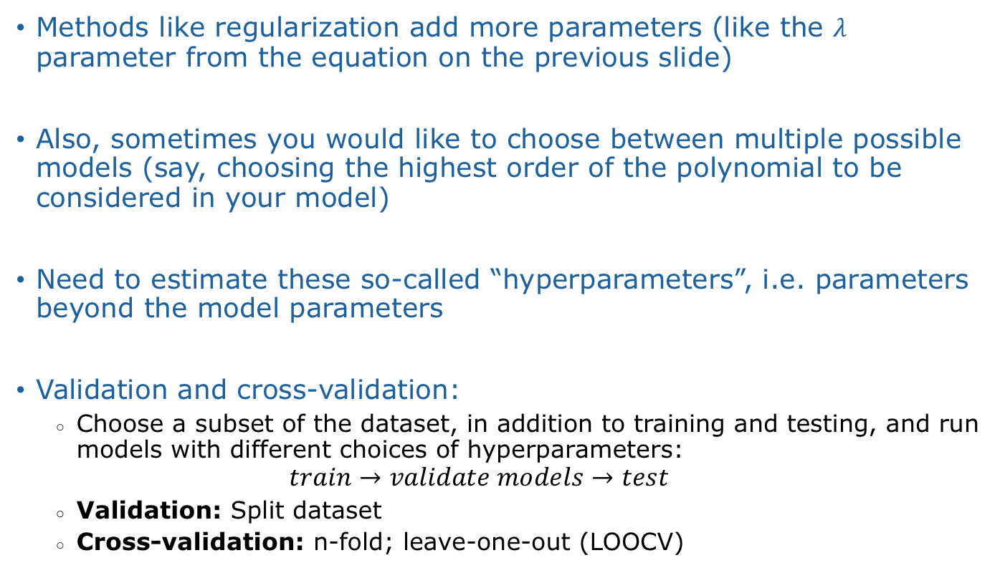 • Methods like regularization add more parameters (like the λ
parameter from the equation on the previous slide)
• Also, sometimes you would like to choose between multiple possible
models (say, choosing the highest order of the polynomial to be
considered in your model)
• Need to estimate these so-called “hyperparameters”, i.e. parameters
beyond the model parameters
• Validation and cross-validation:
○ Choose a subset of the dataset, in addition to training and testing, and run
models with different choices of hyperparameters:
train → validate models → test
○ Validation: Split dataset
○ Cross-validation: n-fold; leave-one-out (LOOCV)